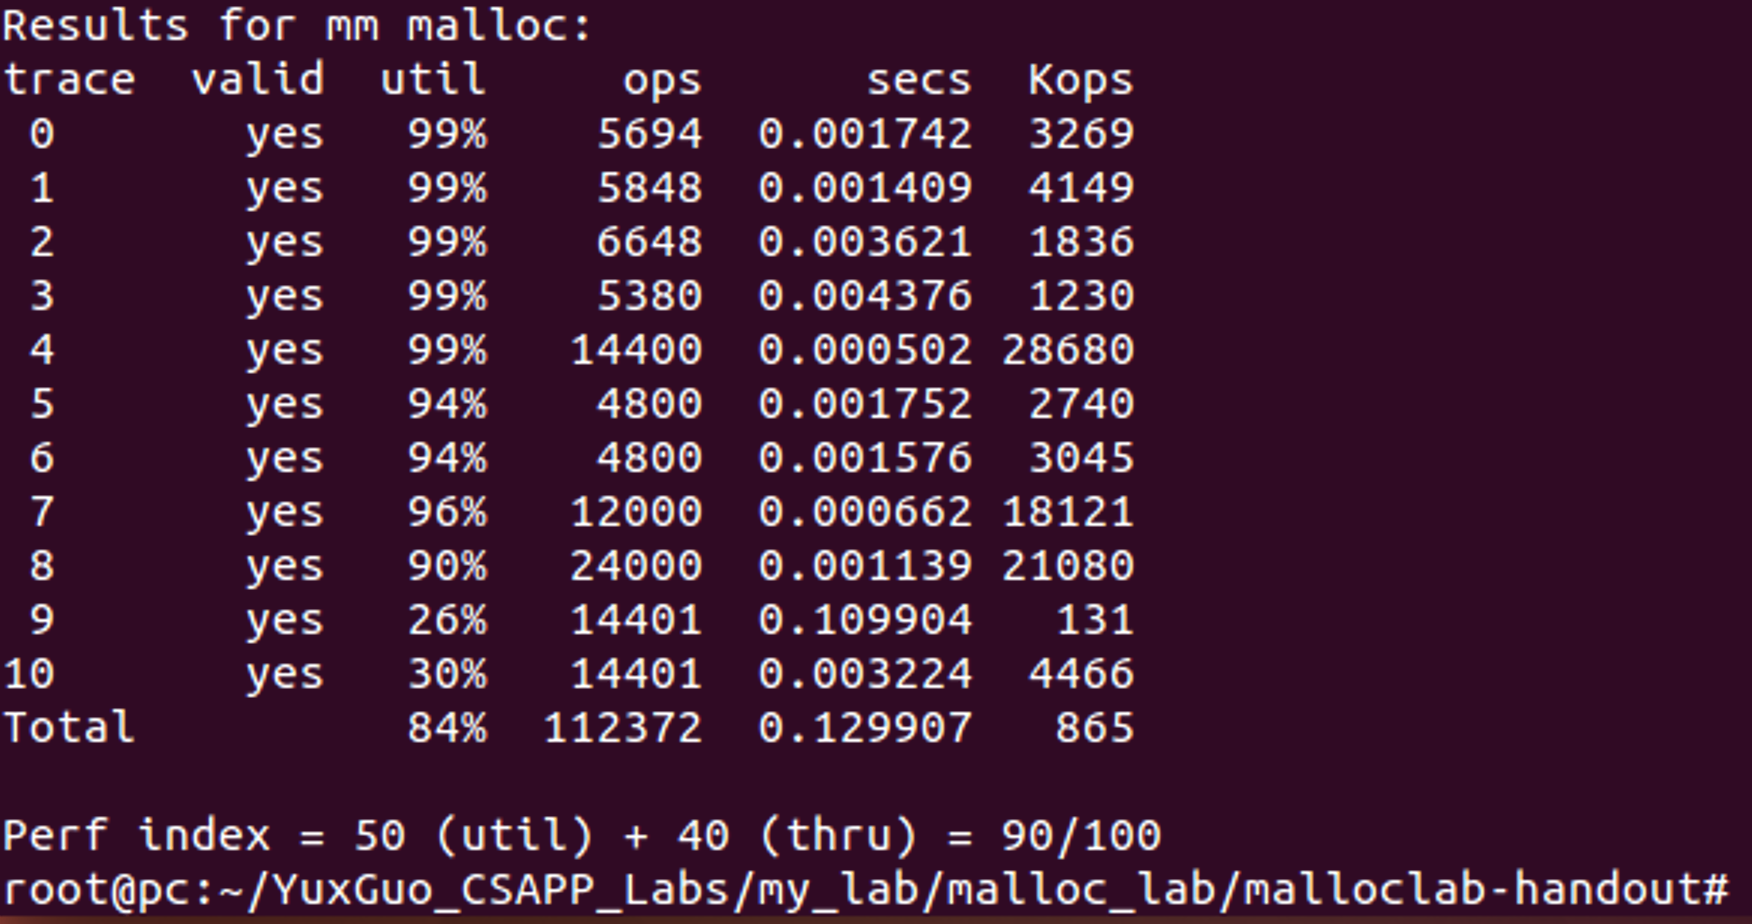 Results for mm malloc:
trace  valid  util     ops      secs  Kops
 0       yes   99%    5694  0.001742  3269
 1       yes   99%    5848  0.001409  4149
 2       yes   99%    6648  0.003621  1836
 3       yes   99%    5380  0.004376  1230
 4       yes   99%   14400  0.000502 28680
 5       yes   94%    4800  0.001752  2740
 6       yes   94%    4800  0.001576  3045
 7       yes   96%   12000  0.000662 18121
 8       yes   90%   24000  0.001139 21080
 9       yes   26%   14401  0.109904   131
10       yes   30%   14401  0.003224  4466
Total          84%  112372  0.129907   865
Perf index = 50 (util) + 40 (thru) = 90/100
root@pc:~/YuxGuo_CSAPP_Labs/my_lab/malloc_lab/malloclab-handout#